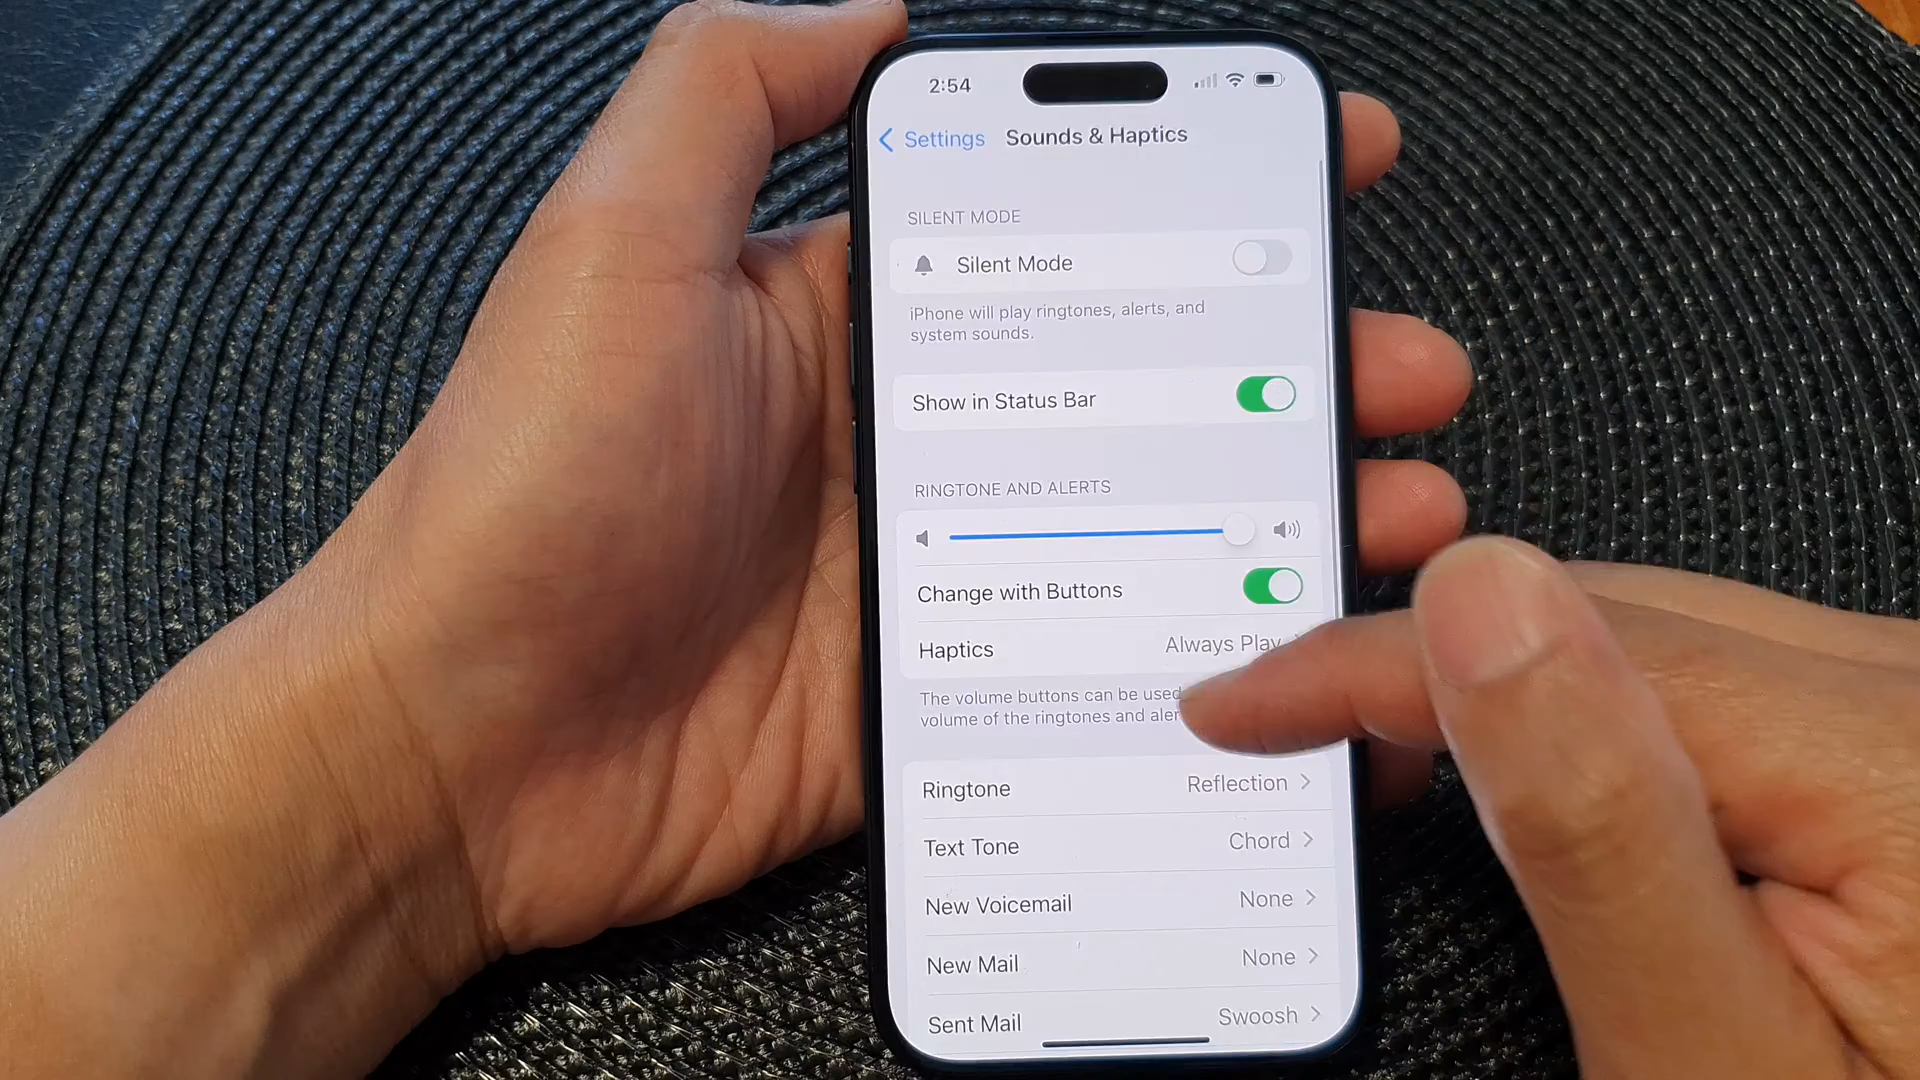 2:54
Settings
Sounds & Haptics
SILENT MODE
Silent Mode
iPhone will play ringtones, alerts, and
system sounds.
Show in Status Bar
RINGTONE AND ALERTS
Change with Buttons
Haptics Always Play
The volume buttons can be used
volume of the ringtones and
Ringtone Reflection
Text Tone Chord
New Voicemail None
New Mail None
Sent Mail Swoosh